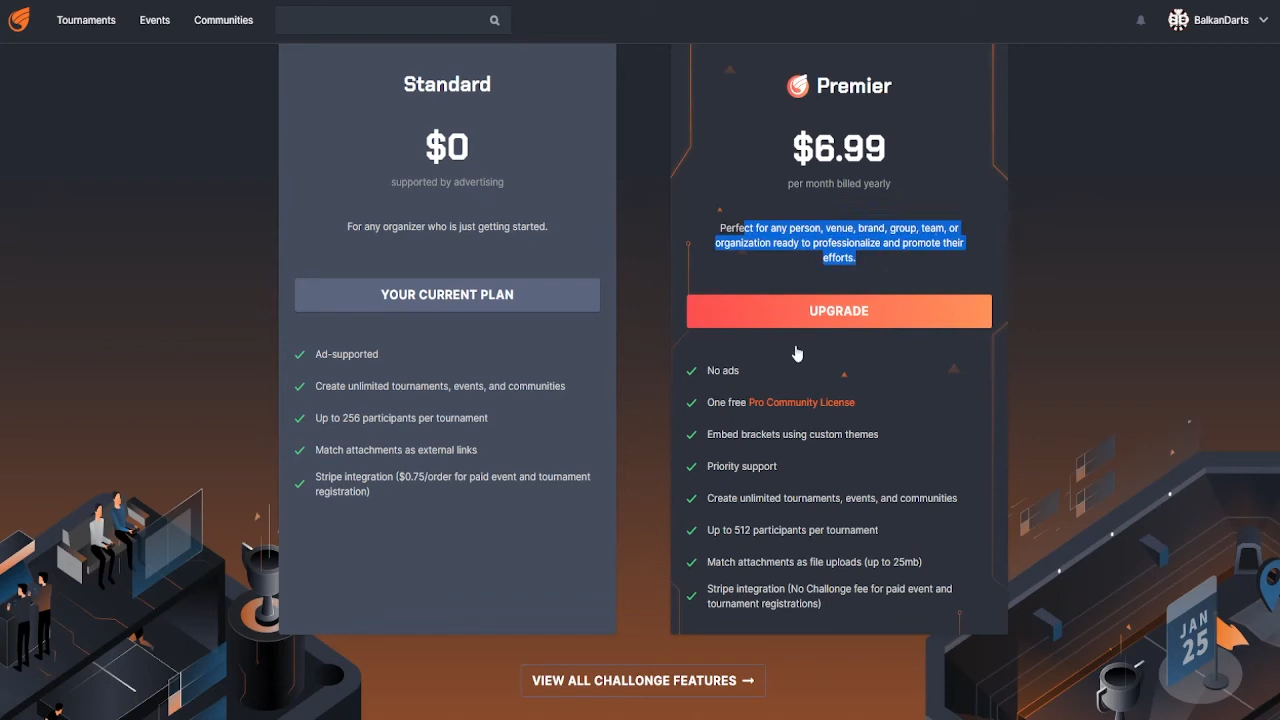 Tournaments
Events
Communities
BalkanDarts
Standard
$0
supported by advertising
For any organizer who is just getting started.
YOUR CURRENT PLAN
Ad-supported
Create unlimited tournaments, events, and communities
Up to 256 participants per tournament
Match attachments as external links
Stripe integration ($0.75/order for paid event and tournament
registration)
Premier
$6.99
per month billed yearly
Perfect for any person, venue, brand, group, team, or
organization ready to professionalize and promote their
efforts.
UPGRADE
No ads
One free Pro Community License
Embed brackets using custom themes
Priority support
Create unlimited tournaments, events, and communities
Up to 512 participants per tournament
Match attachments as file uploads (up to 25mb)
Stripe integration (No Challonge fee for paid event and
tournament registrations)
VIEW ALL CHALLONGE FEATURES →
JAN
25